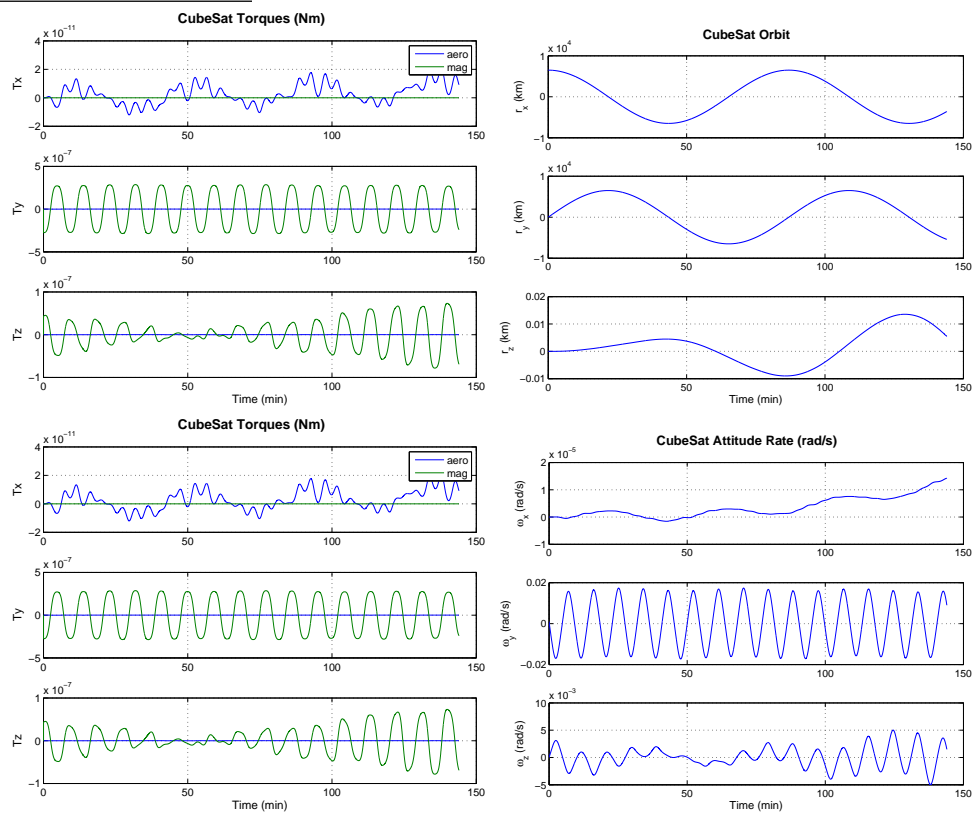 CubeSat Torques (Nm)
x 10^-11
4
2
0
−2
Tx
aero
mag
0 50 100 150
x 10^-7
5
0
−5
Ty
0 50 100 150
x 10^-7
1
0
−1
Tz
0 50 100 150
Time (min)
CubeSat Orbit
x 10^4
1
0
−1
r_x (km)
0 50 100 150
x 10^4
1
0
−1
r_y (km)
0 50 100 150
0.02
0.01
0
−0.01
r_z (km)
0 50 100 150
Time (min)
CubeSat Torques (Nm)
x 10^-11
4
2
0
−2
Tx
aero
mag
0 50 100 150
x 10^-7
5
0
−5
Ty
0 50 100 150
x 10^-7
1
0
−1
Tz
0 50 100 150
Time (min)
CubeSat Attitude Rate (rad/s)
x 10^-5
2
1
0
−1
ω_x (rad/s)
0 50 100 150
0.02
0
−0.02
ω_y (rad/s)
0 50 100 150
x 10^-3
10
5
0
−5
ω_z (rad/s)
0 50 100 150
Time (min)